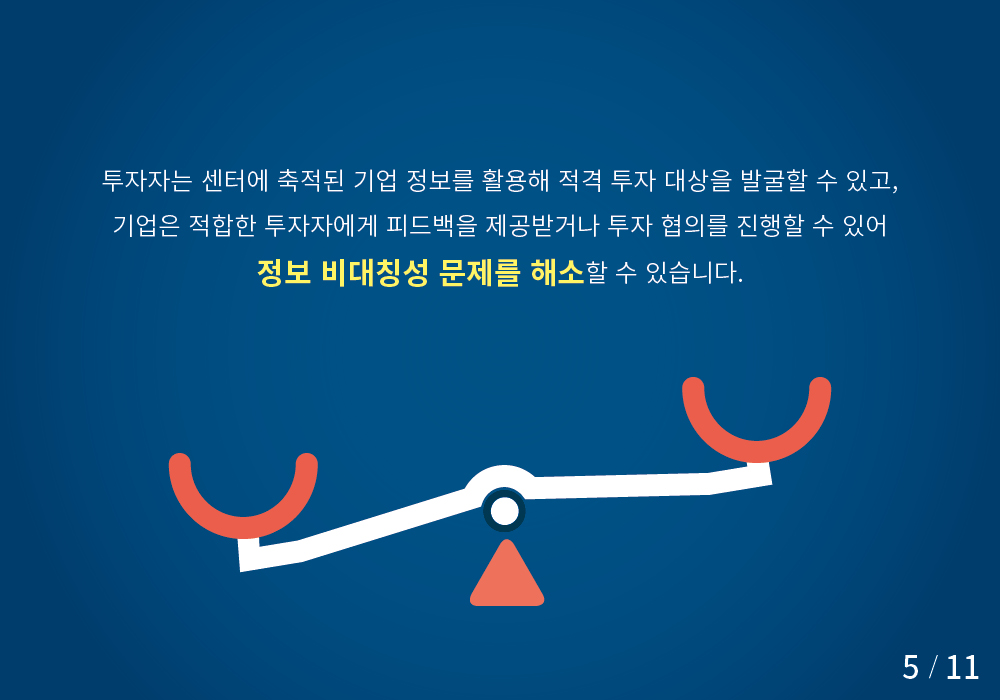 투자자는 센터에 축적된 기업 정보를 활용해 적격 투자 대상을 발굴할 수 있고,
기업은 적합한 투자자에게 피드백을 제공받거나 투자 협의를 진행할 수 있어
정보 비대칭성 문제를 해소할 수 있습니다.
5 / 11